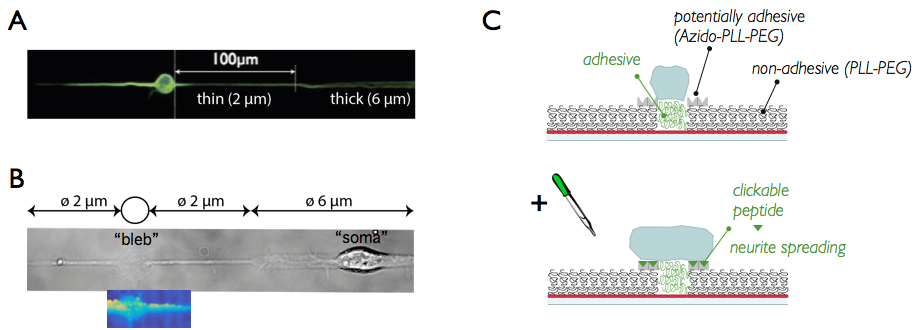 A
100μm
thin (2 μm)
thick (6 μm)
B
ø 2 μm
ø 2 μm
ø 6 μm
“bleb”
“soma”
C
potentially adhesive
(Azido-PLL-PEG)
adhesive
non-adhesive (PLL-PEG)
+
clickable
peptide
neurite spreading